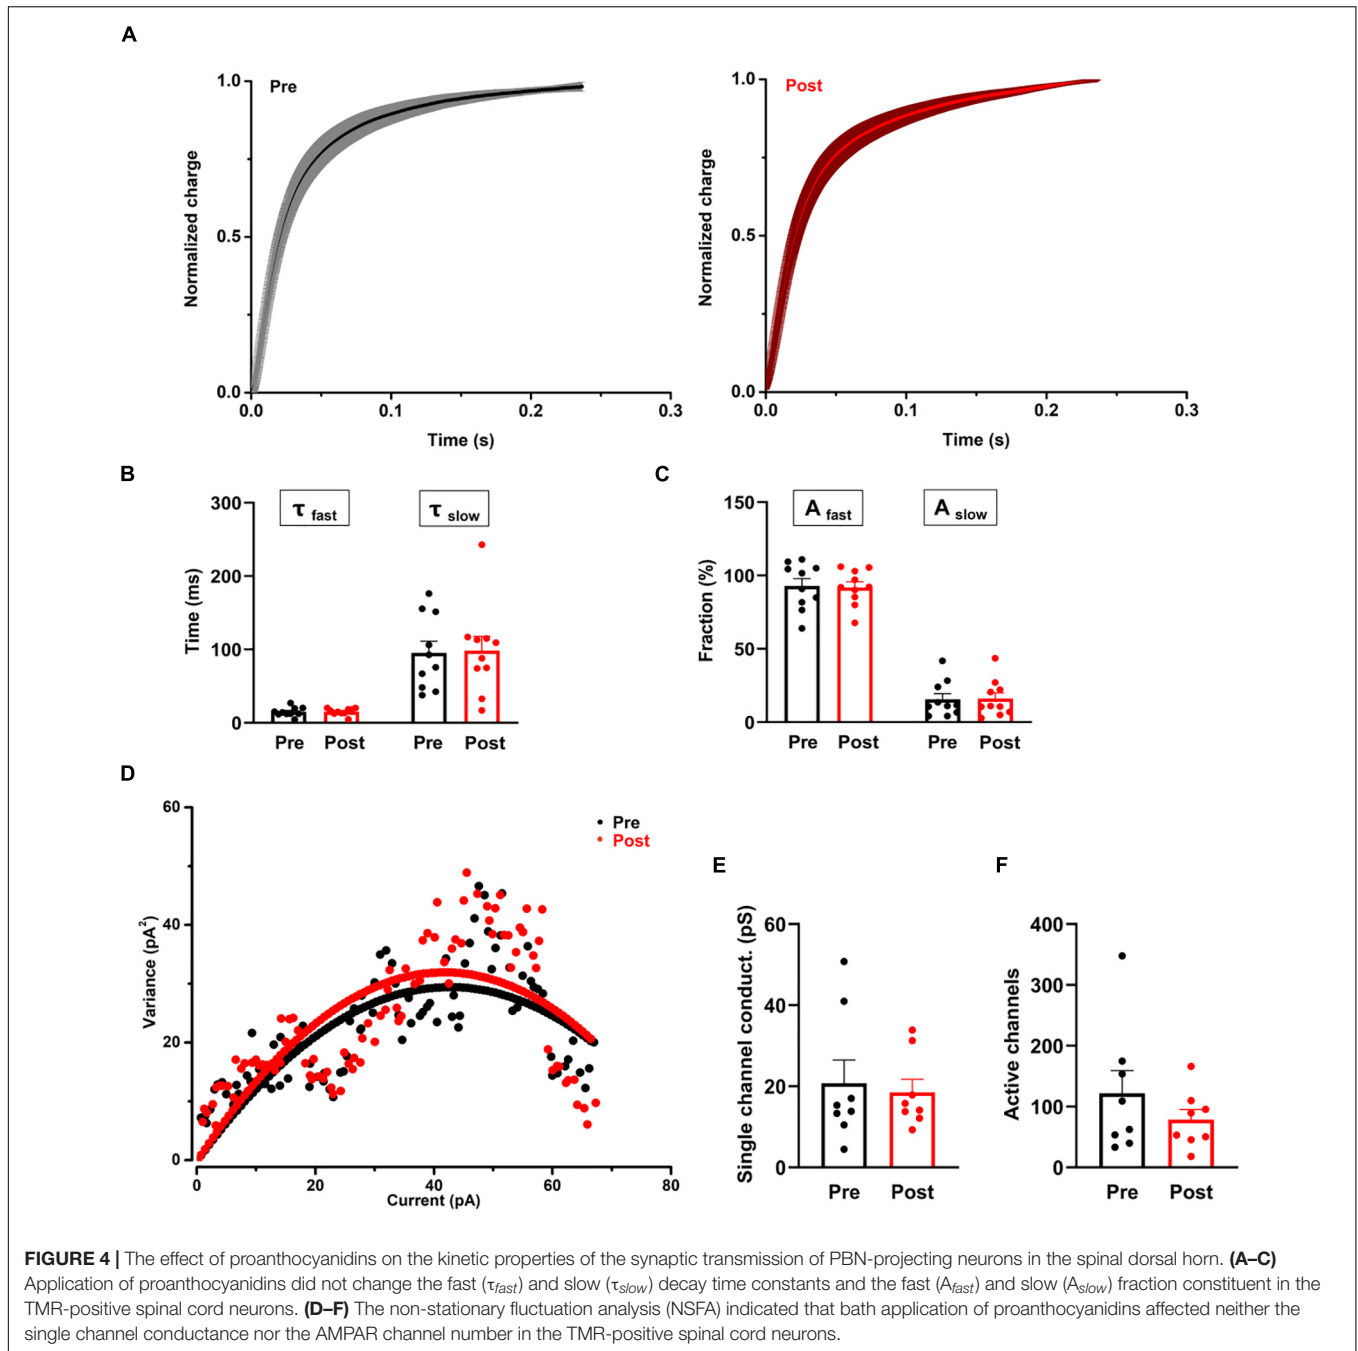 A
Pre
Normalized charge
1.0
0.5
0.0
0.0 0.1 0.2 0.3
Time (s)
Post
Normalized charge
1.0
0.5
0.0
0.0 0.1 0.2 0.3
Time (s)
B
τ fast τ slow
Time (ms)
300
200
100
0
Pre Post Pre Post
C
A fast A slow
Fraction (%)
150
100
50
0
Pre Post Pre Post
D
Pre
Post
Variance (pA²)
60
40
20
0
0 20 40 60 80
Current (pA)
E
Single channel conduct. (pS)
60
40
20
0
Pre Post
F
Active channels
400
300
200
100
0
Pre Post
FIGURE 4 | The effect of proanthocyanidins on the kinetic properties of the synaptic transmission of PBN-projecting neurons in the spinal dorsal horn. (A–C)
Application of proanthocyanidins did not change the fast (τfast) and slow (τslow) decay time constants and the fast (Afast) and slow (Aslow) fraction constituent in the
TMR-positive spinal cord neurons. (D–F) The non-stationary fluctuation analysis (NSFA) indicated that bath application of proanthocyanidins affected neither the
single channel conductance nor the AMPAR channel number in the TMR-positive spinal cord neurons.